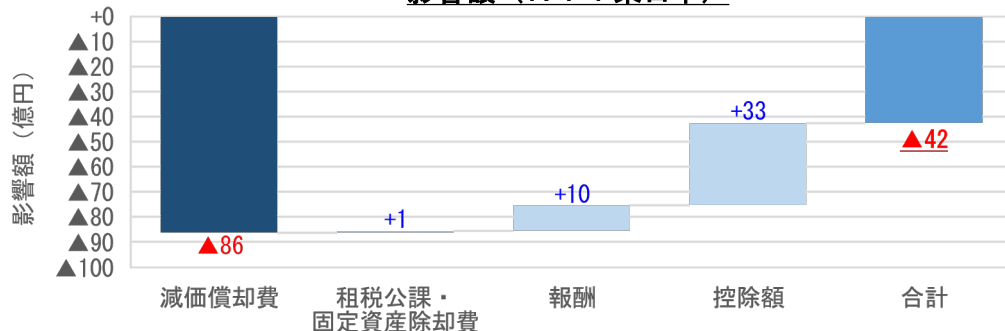 +0
▲10
▲20
▲30
▲40
▲50
▲60
▲70
▲80
▲90
▲100
影響額（億円）
▲86
+1
+10
+33
▲42
減価償却費
租税公課・
固定資産除却費
報酬
控除額
合計